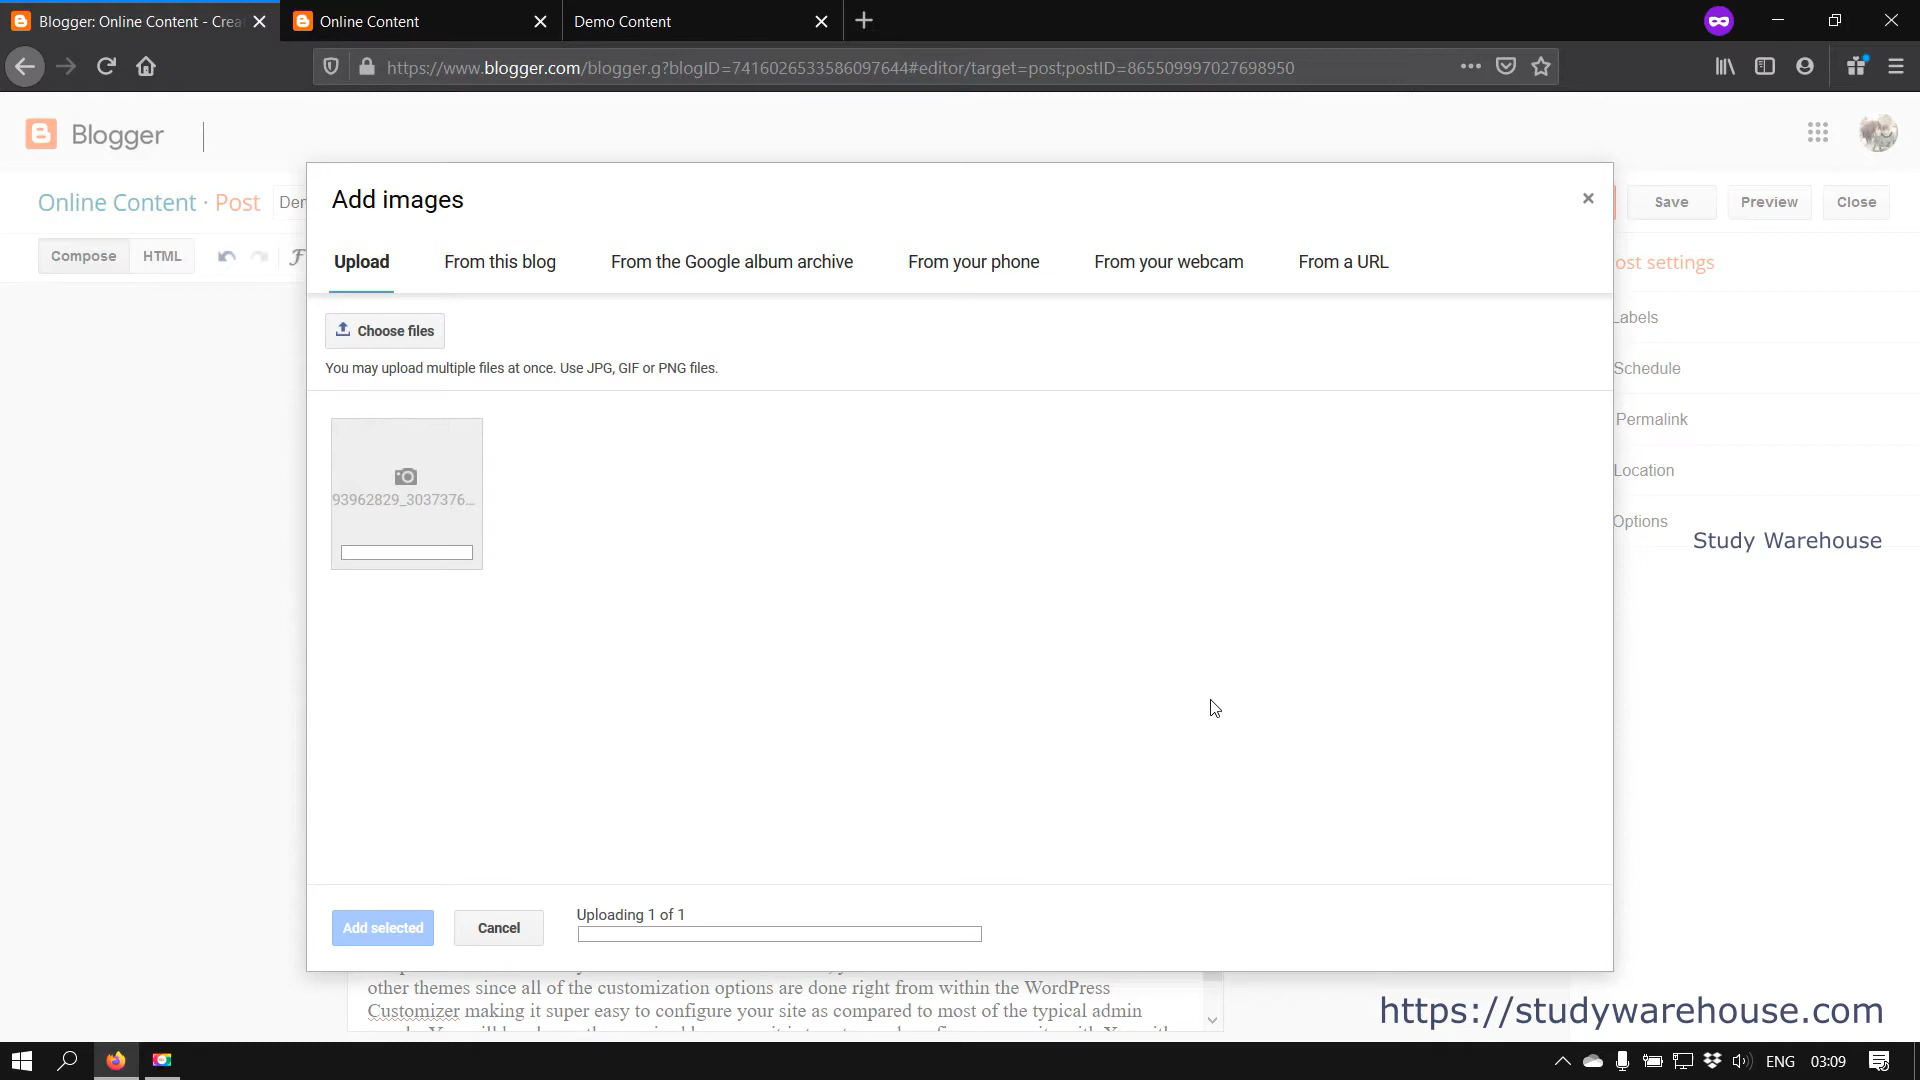 Blogger: Online Content - Crea
Online Content
Demo Content
https://www.blogger.com/blogger.g?blogID=7416026533586097644#editor/target=post;postID=865509997027698950
Blogger
Online Content · Post
Der
Save
Preview
Close
Compose
HTML
Add images
Upload
From this blog
From the Google album archive
From your phone
From your webcam
From a URL
ost settings
Choose files
You may upload multiple files at once. Use JPG, GIF or PNG files.
Labels
Schedule
Permalink
Location
Options
Study Warehouse
93962829_3037376...
Add selected
Cancel
Uploading 1 of 1
other themes since all of the customization options are done right from within the WordPress
Customizer making it super easy to configure your site as compared to most of the typical admin
https://studywarehouse.com
ENG
03:09